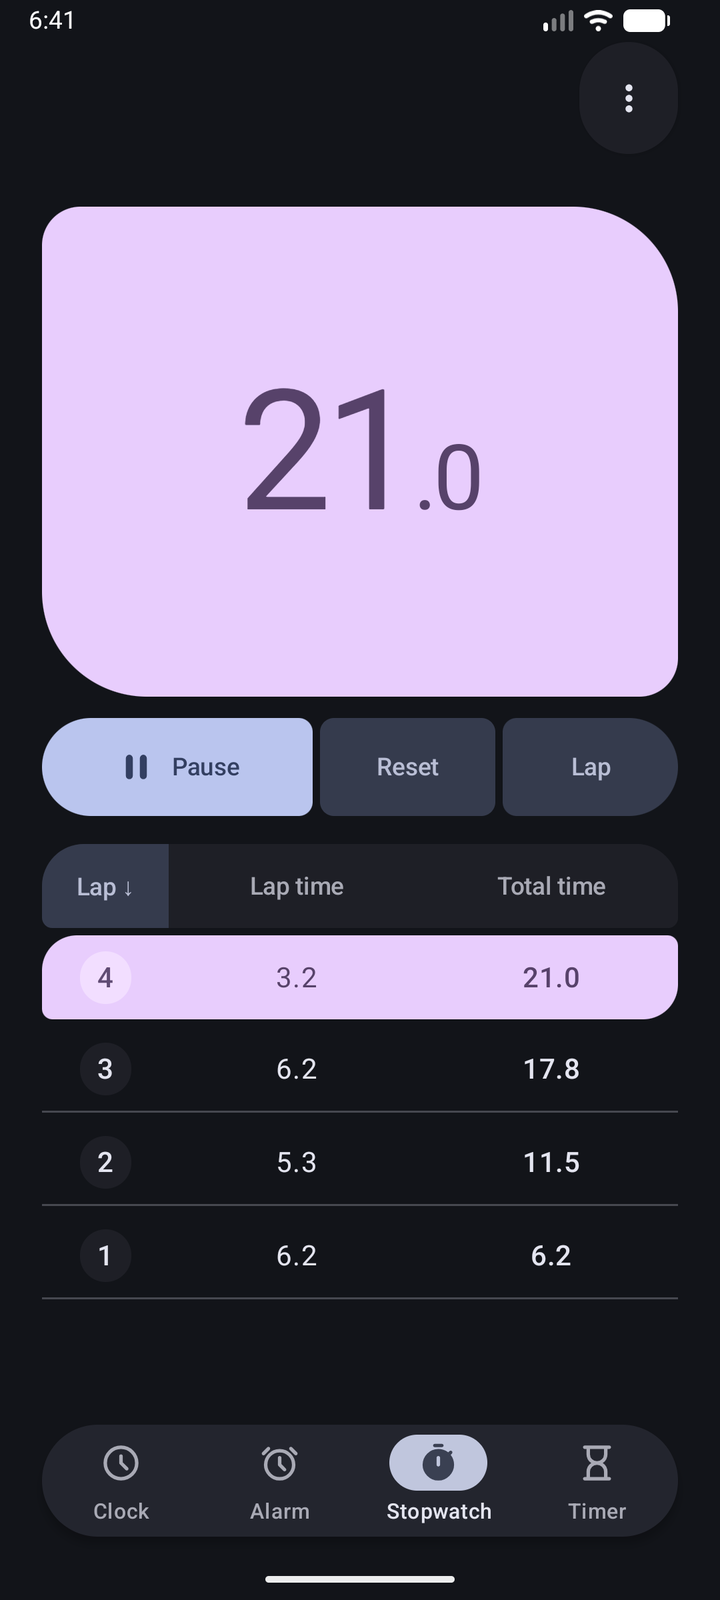 6:41
21.0
Pause Reset Lap
Lap ↓ Lap time Total time
4 3.2 21.0
3 6.2 17.8
2 5.3 11.5
1 6.2 6.2
Clock Alarm Stopwatch Timer